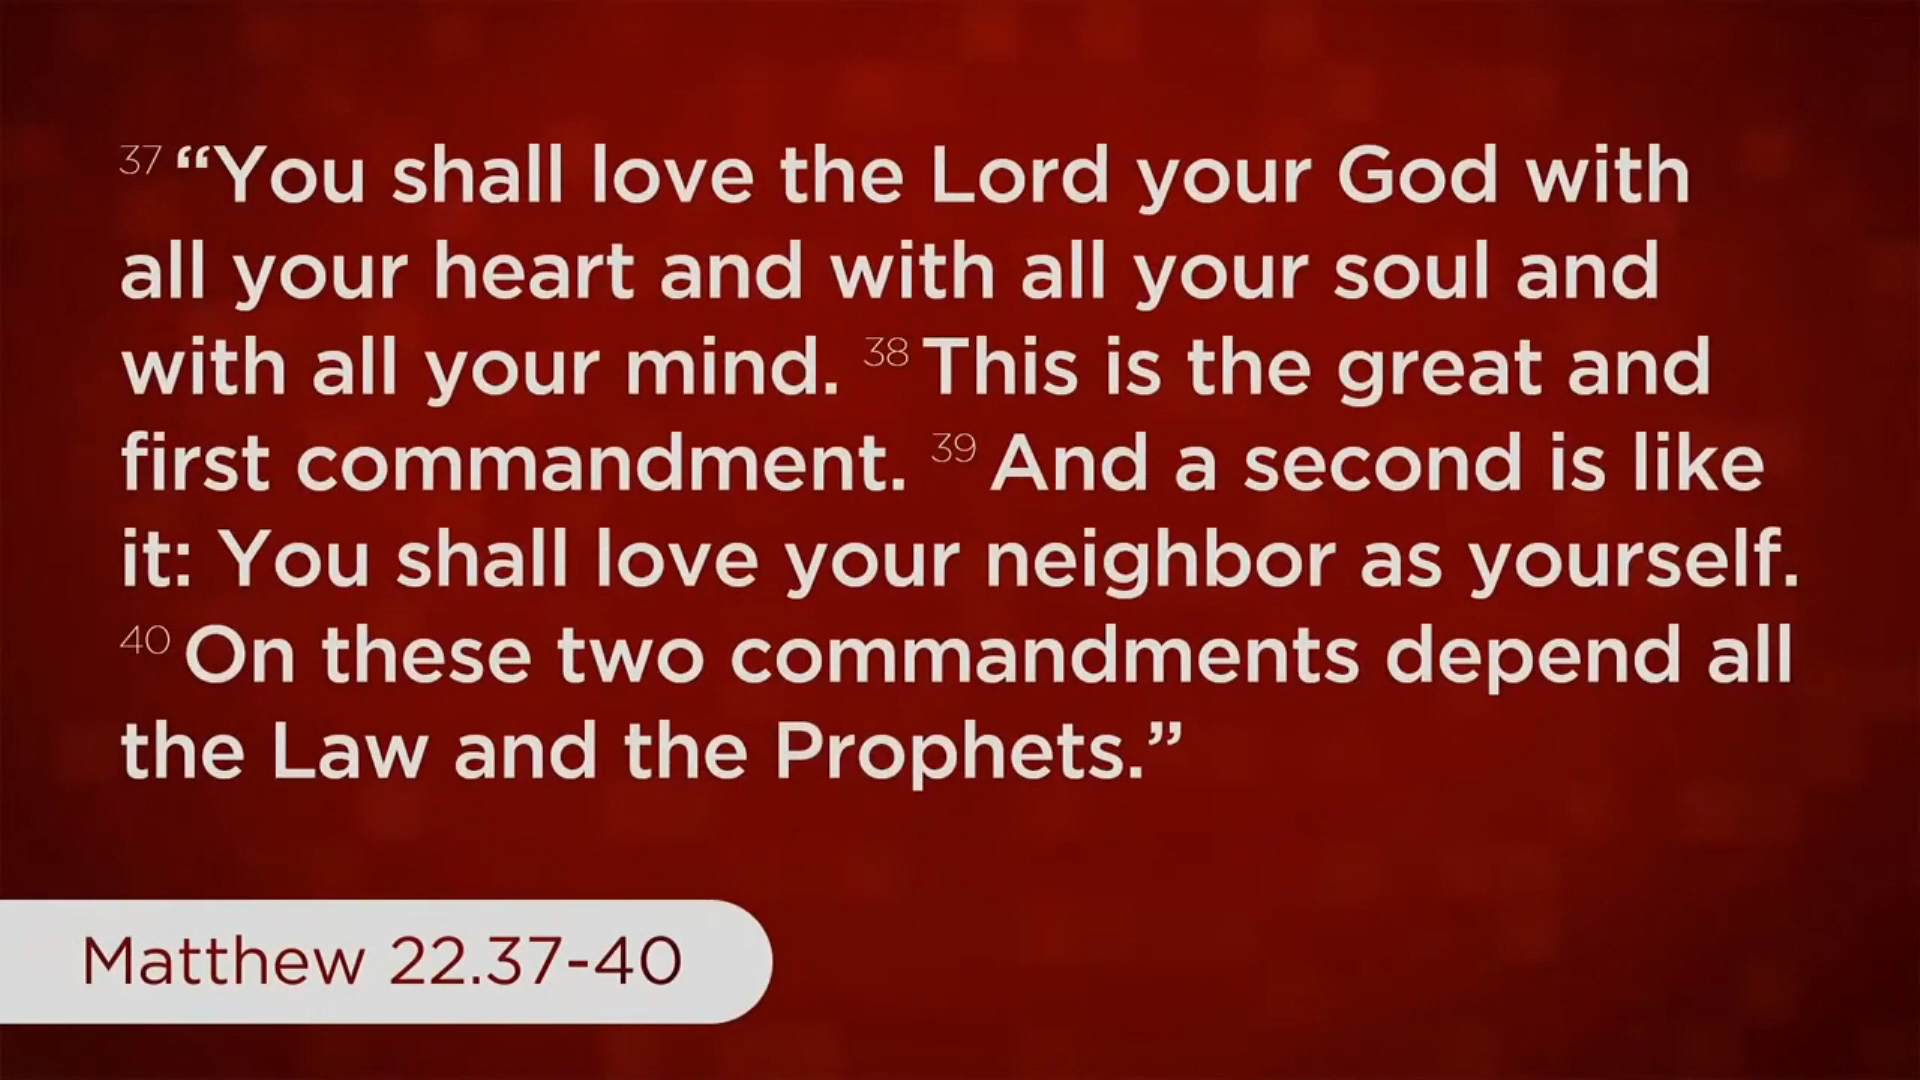 37 “You shall love the Lord your God with
all your heart and with all your soul and
with all your mind. 38 This is the great and
first commandment. 39 And a second is like
it: You shall love your neighbor as yourself.
40 On these two commandments depend all
the Law and the Prophets.”
Matthew 22.37-40